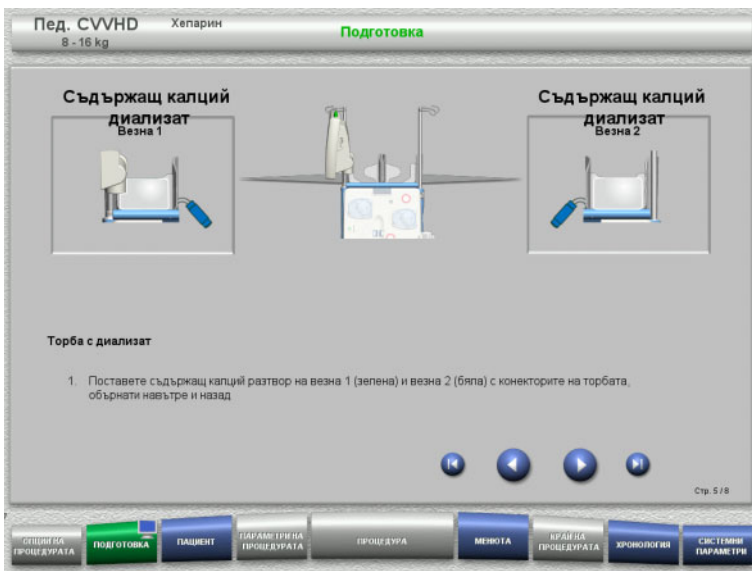 Пед. CVVHD Хепарин
8 - 16 kg
Подготовка
Съдържащ калций
диализат
Везна 1
Съдържащ калций
диализат
Везна 2
Торба с диализат
1. Поставете съдържащ калций разтвор на везна 1 (зелена) и везна 2 (бяла) с конекторите на торбата,
обърнати навътре и назад
Стр. 5 / 8
ОПЦИИ НА
ПРОЦЕДУРАТА
ПОДГОТОВКА
ПАЦИЕНТ
ПАРАМЕТРИ НА
ПРОЦЕДУРАТА
ПРОЦЕДУРА
МЕНЮТА
КРАЙ НА
ПРОЦЕДУРАТА
ХРОНОЛОГИЯ
СИСТЕМНИ
ПАРАМЕТРИ